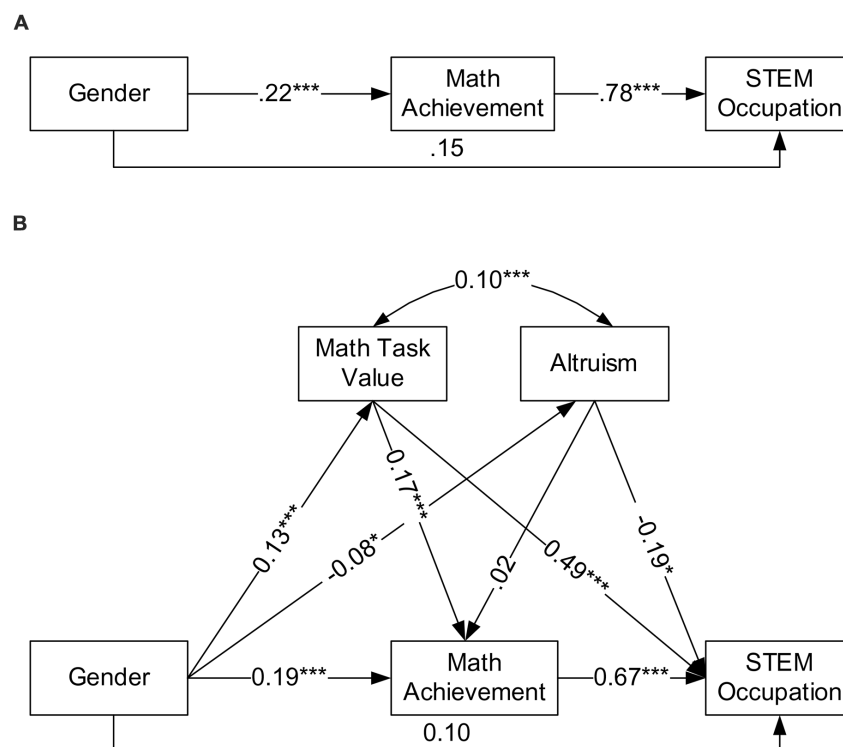 A
Gender
.22***
Math
Achievement
.78***
STEM
Occupation
.15
B
0.10***
Math Task
Value
Altruism
0.17***
0.13***
-0.08*
.02
0.49***
-0.19*
Gender
0.19***
Math
Achievement
0.67***
STEM
Occupation
0.10